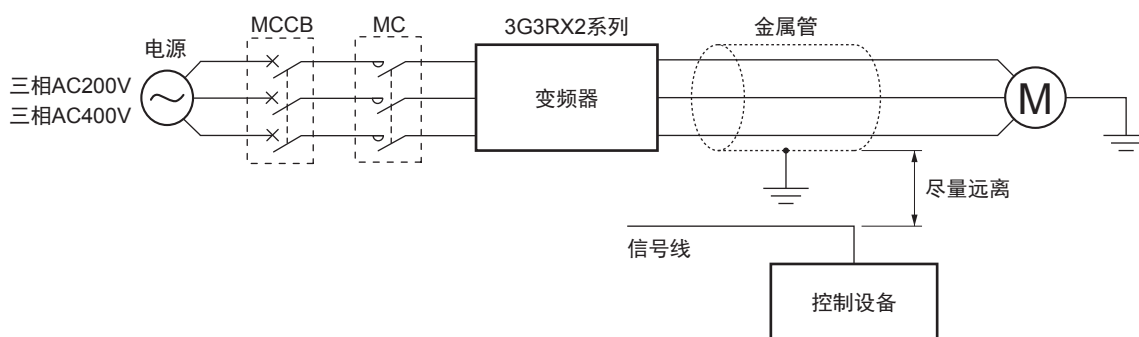 MCCB
MC
3G3RX2系列
金属管
电源
三相AC200V
三相AC400V
变频器
M
尽量远离
信号线
控制设备